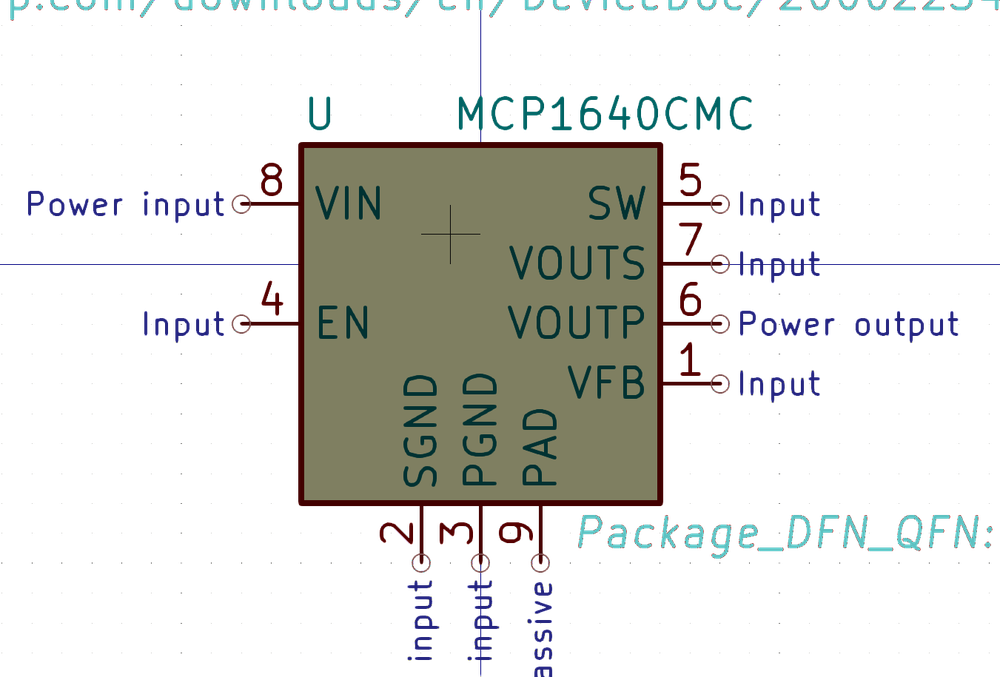 p.com/downloads/en/DeviceDoc/20002234
U MCP1640CMC
8 5
Power input VIN SW Input
7
VOUTS Input
4 6
Input EN VOUTP Power output
1
VFB Input
SGND PGND PAD
2 3 9
Package_DFN_QFN:
input input assive